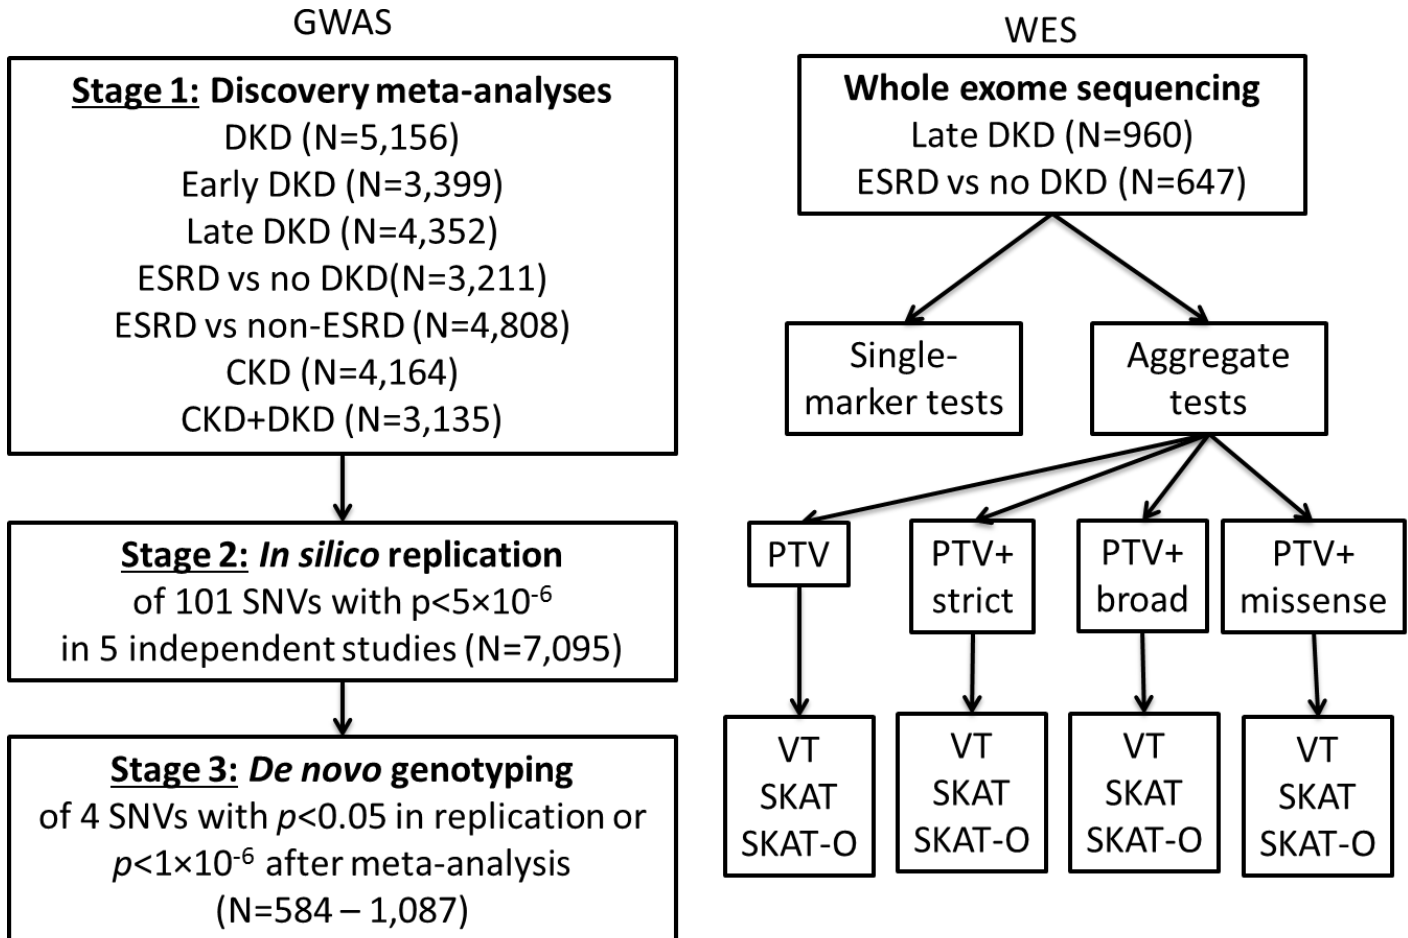 GWAS
Stage 1: Discovery meta-analyses
DKD (N=5,156)
Early DKD (N=3,399)
Late DKD (N=4,352)
ESRD vs no DKD(N=3,211)
ESRD vs non-ESRD (N=4,808)
CKD (N=4,164)
CKD+DKD (N=3,135)
Stage 2: In silico replication
of 101 SNVs with p<5×10⁻⁶
in 5 independent studies (N=7,095)
Stage 3: De novo genotyping
of 4 SNVs with p<0.05 in replication or
p<1×10⁻⁶ after meta-analysis
(N=584 – 1,087)
WES
Whole exome sequencing
Late DKD (N=960)
ESRD vs no DKD (N=647)
Single-
marker tests
Aggregate
tests
PTV
PTV+
strict
PTV+
broad
PTV+
missense
VT
SKAT
SKAT-O
VT
SKAT
SKAT-O
VT
SKAT
SKAT-O
VT
SKAT
SKAT-O